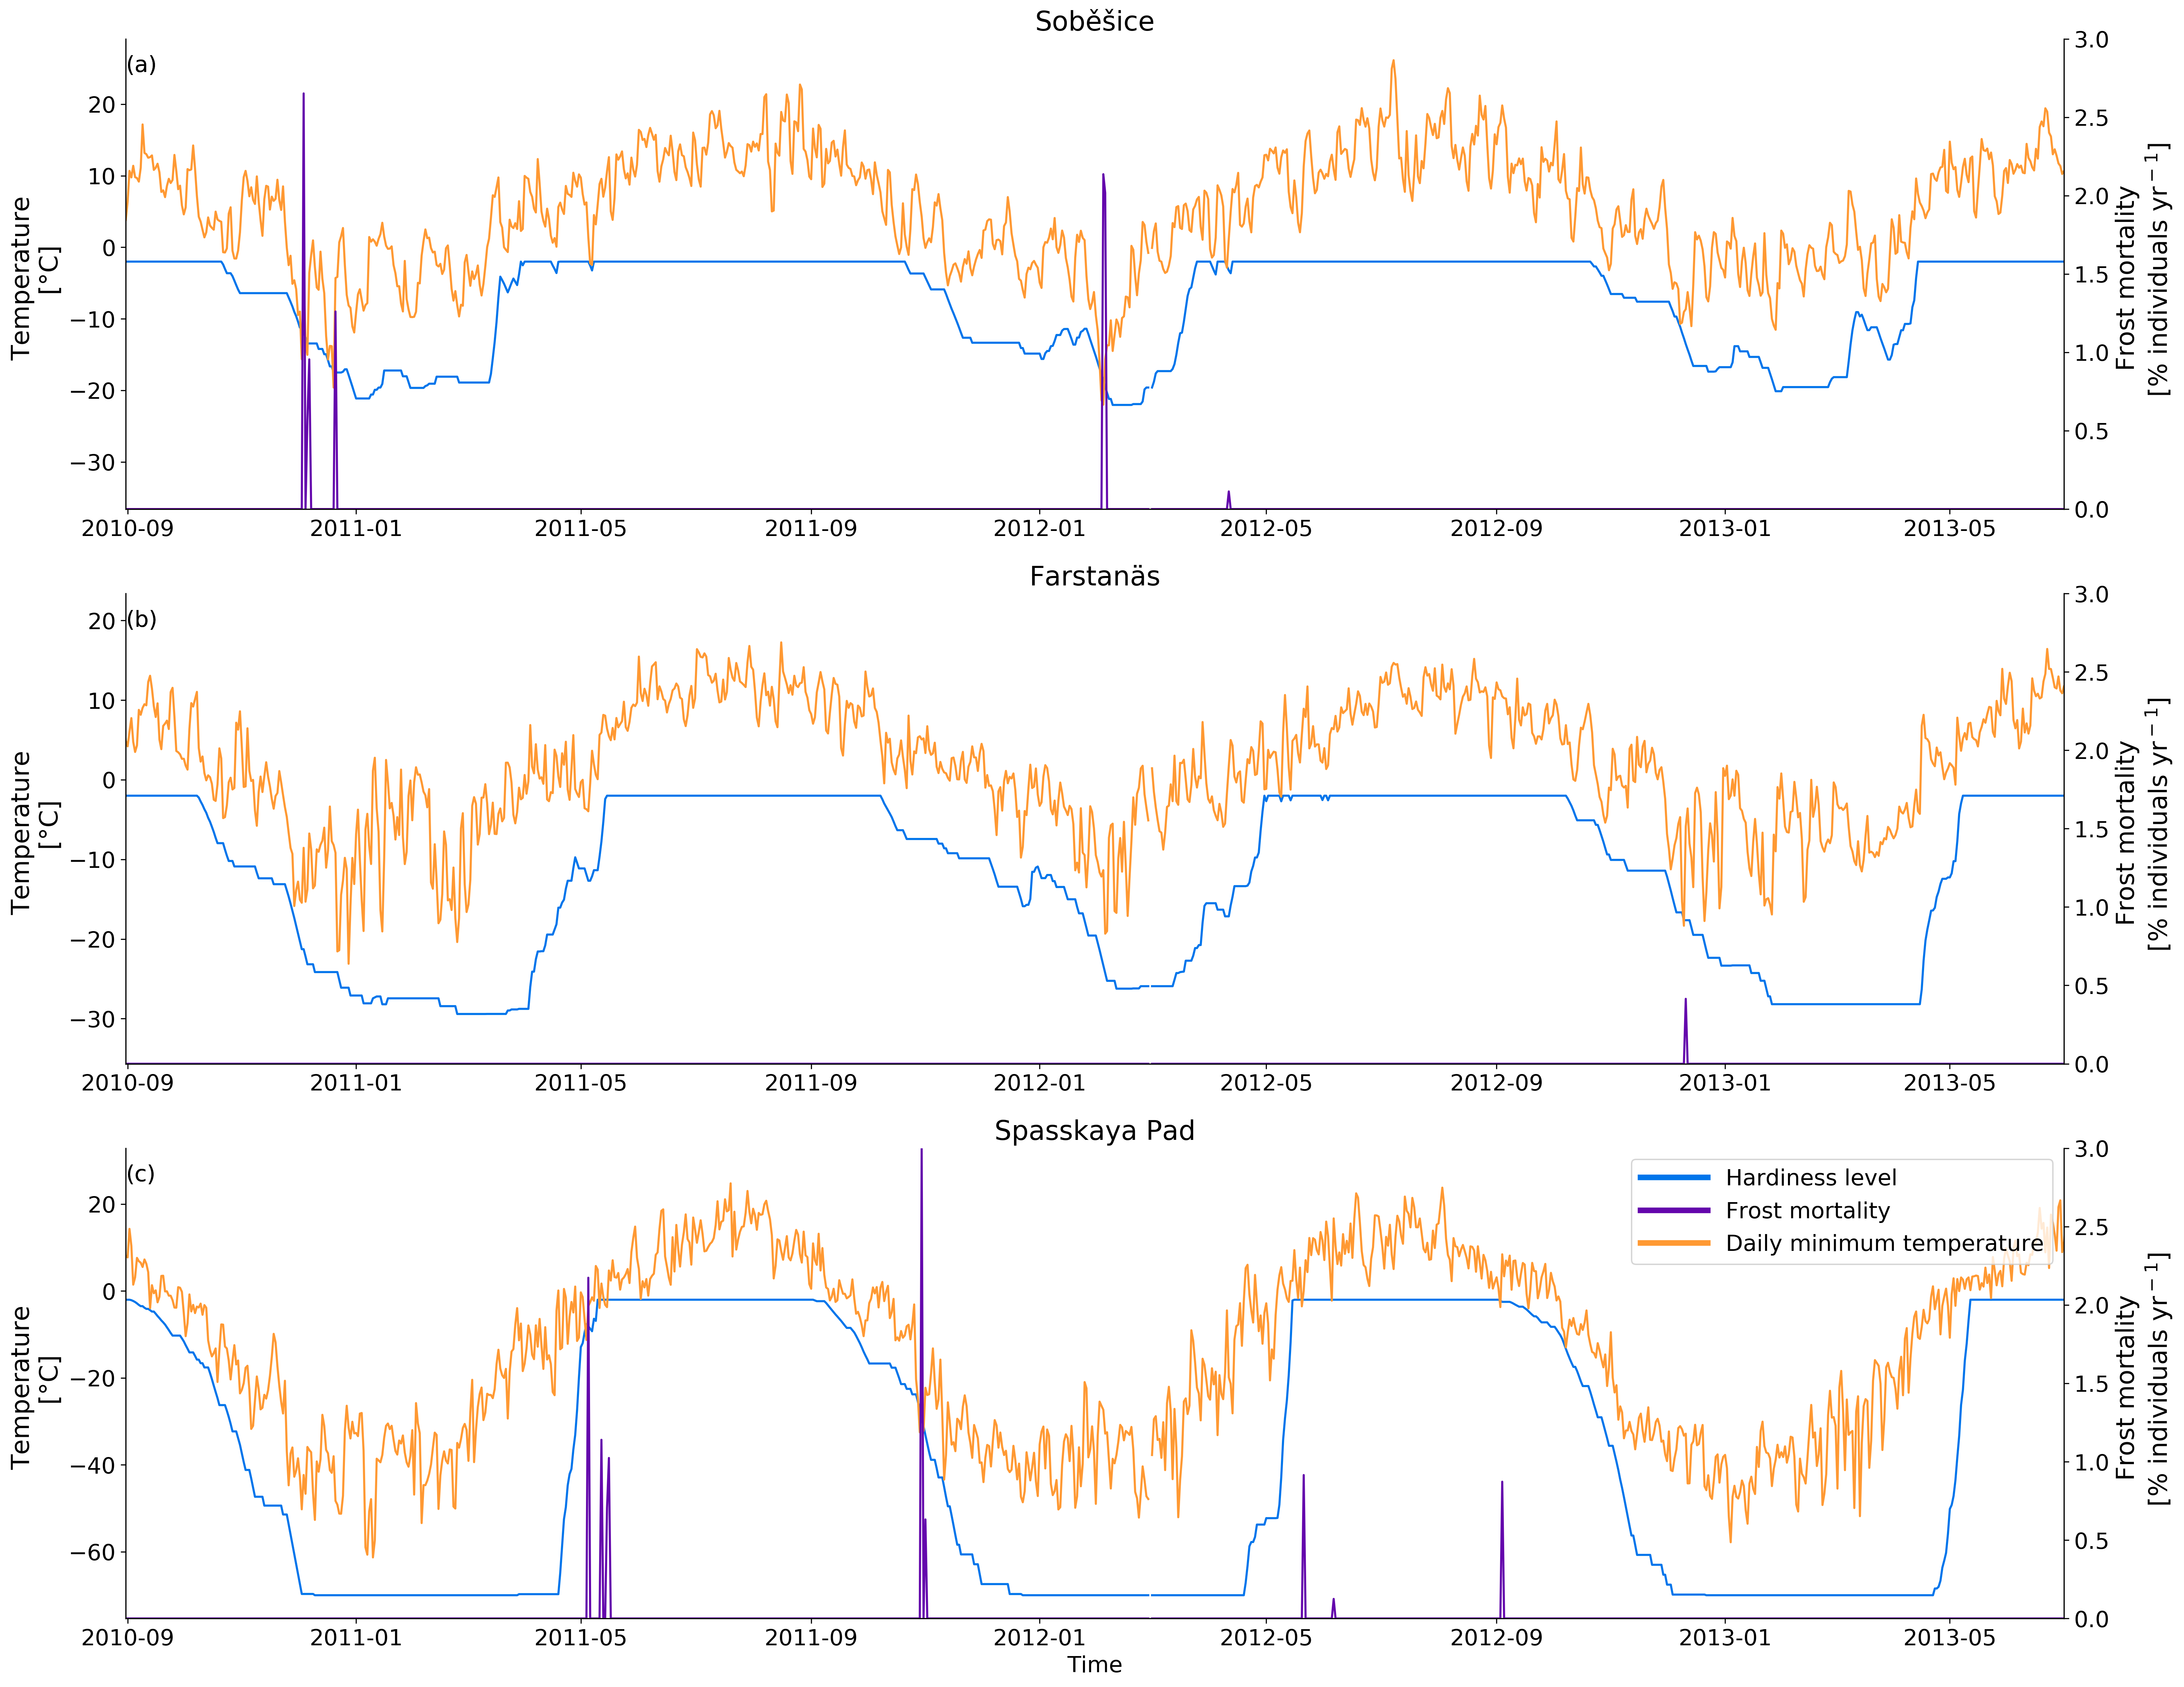 Soběšice
(a)
Temperature
[°C]
20
10
0
−10
−20
−30
3.0
2.5
2.0
1.5
1.0
0.5
0.0
Frost mortality
[% individuals yr⁻¹]
2010-09 2011-01 2011-05 2011-09 2012-01 2012-05 2012-09 2013-01 2013-05
Farstanäs
(b)
Temperature
[°C]
20
10
0
−10
−20
−30
3.0
2.5
2.0
1.5
1.0
0.5
0.0
Frost mortality
[% individuals yr⁻¹]
2010-09 2011-01 2011-05 2011-09 2012-01 2012-05 2012-09 2013-01 2013-05
Spasskaya Pad
(c)
Temperature
[°C]
20
0
−20
−40
−60
Hardiness level
Frost mortality
Daily minimum temperature
3.0
2.5
2.0
1.5
1.0
0.5
0.0
Frost mortality
[% individuals yr⁻¹]
2010-09 2011-01 2011-05 2011-09 2012-01 2012-05 2012-09 2013-01 2013-05
Time